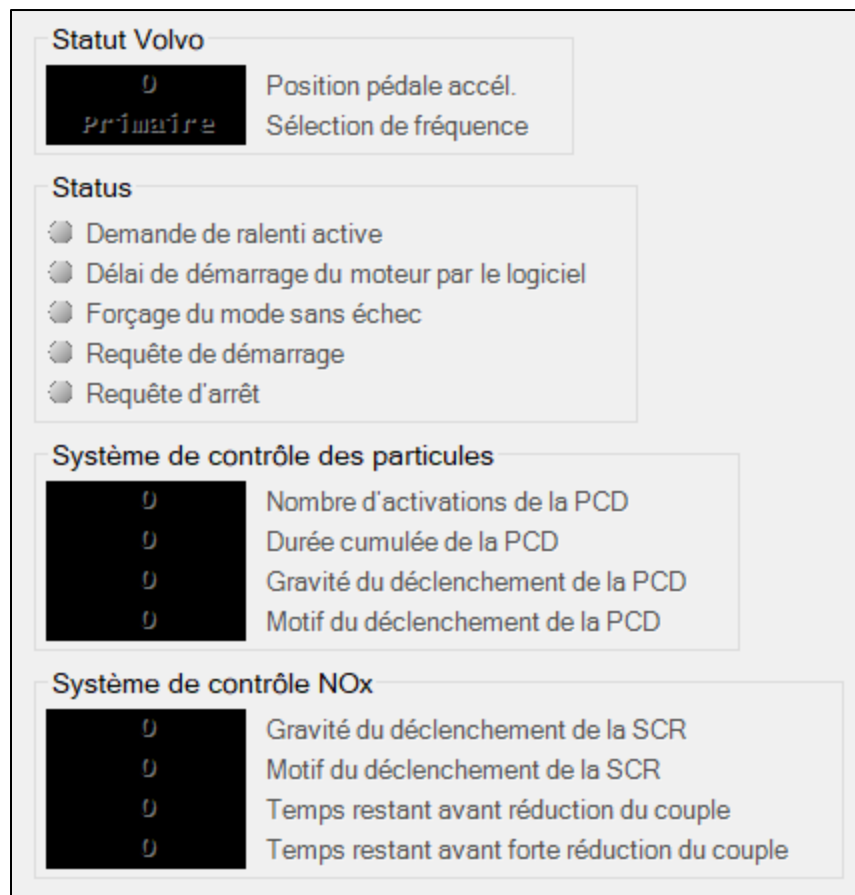 Statut Volvo
0 Position pédale accél.
Primaire Sélection de fréquence
Status
Demande de ralenti active
Délai de démarrage du moteur par le logiciel
Forçage du mode sans échec
Requête de démarrage
Requête d'arrêt
Système de contrôle des particules
0 Nombre d'activations de la PCD
0 Durée cumulée de la PCD
0 Gravité du déclenchement de la PCD
0 Motif du déclenchement de la PCD
Système de contrôle NOx
0 Gravité du déclenchement de la SCR
0 Motif du déclenchement de la SCR
0 Temps restant avant réduction du couple
0 Temps restant avant forte réduction du couple